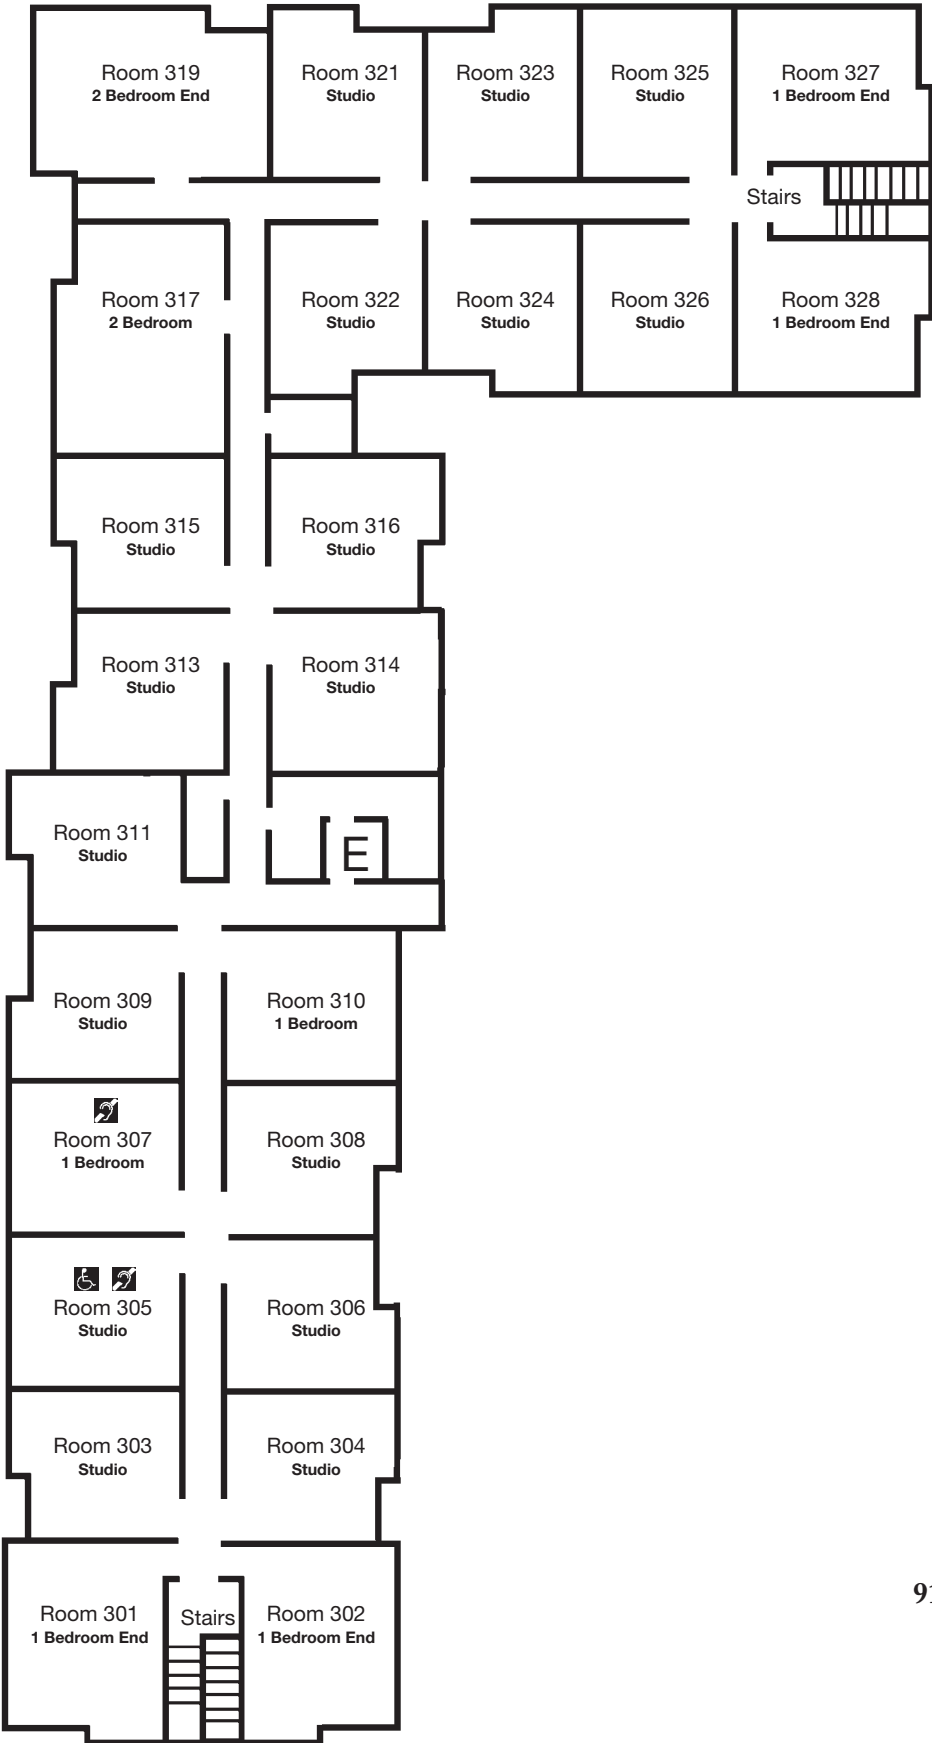 Room 319
2 Bedroom End
Room 321
Studio
Room 323
Studio
Room 325
Studio
Room 327
1 Bedroom End
Stairs
Room 317
2 Bedroom
Room 322
Studio
Room 324
Studio
Room 326
Studio
Room 328
1 Bedroom End
Room 315
Studio
Room 316
Studio
Room 313
Studio
Room 314
Studio
Room 311
Studio
E
Room 309
Studio
Room 310
1 Bedroom
Room 307
1 Bedroom
Room 308
Studio
Room 305
Studio
Room 306
Studio
Room 303
Studio
Room 304
Studio
Room 301
1 Bedroom End
Stairs
Room 302
1 Bedroom End